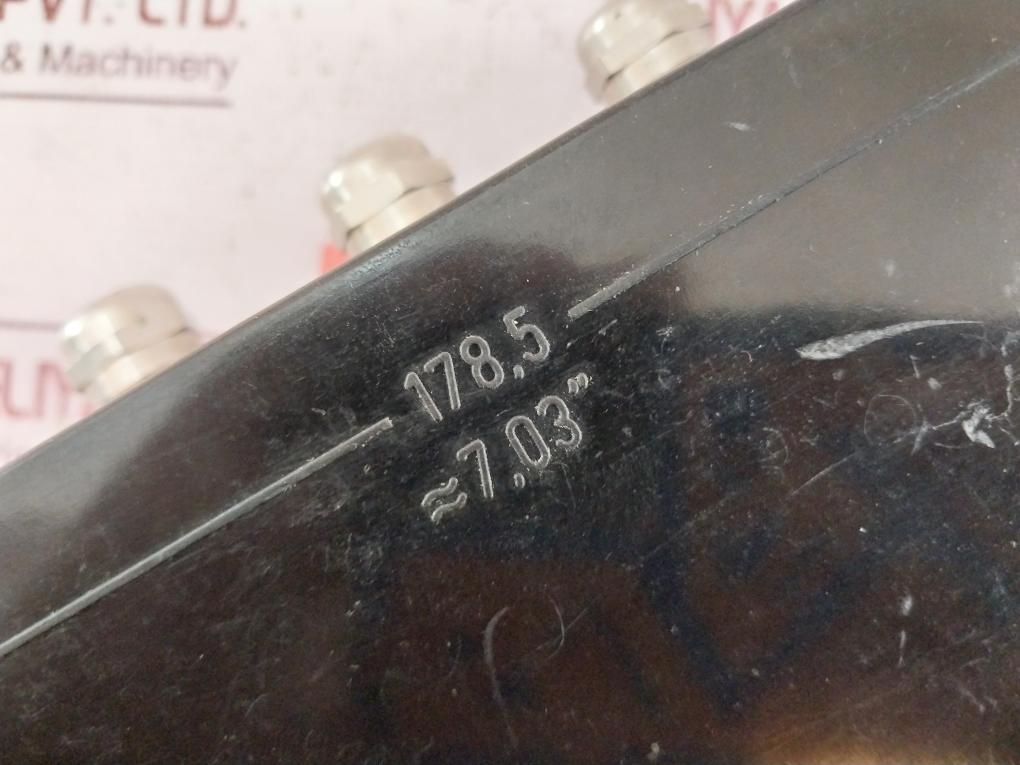 PVT. LTD.
& Machinery
178,5
≈7,03"